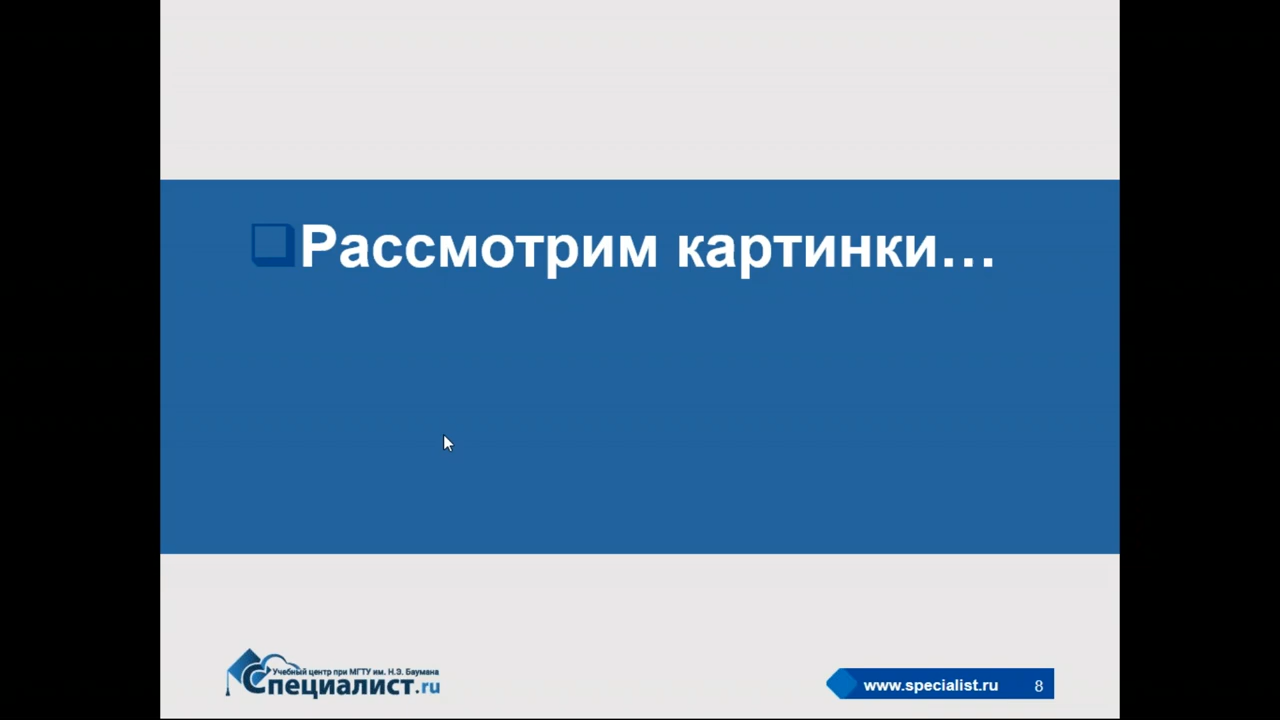 Рассмотрим картинки...
Учебный центр при МГТУ им. Н.Э. Баумана
Специалист.ru
www.specialist.ru 8